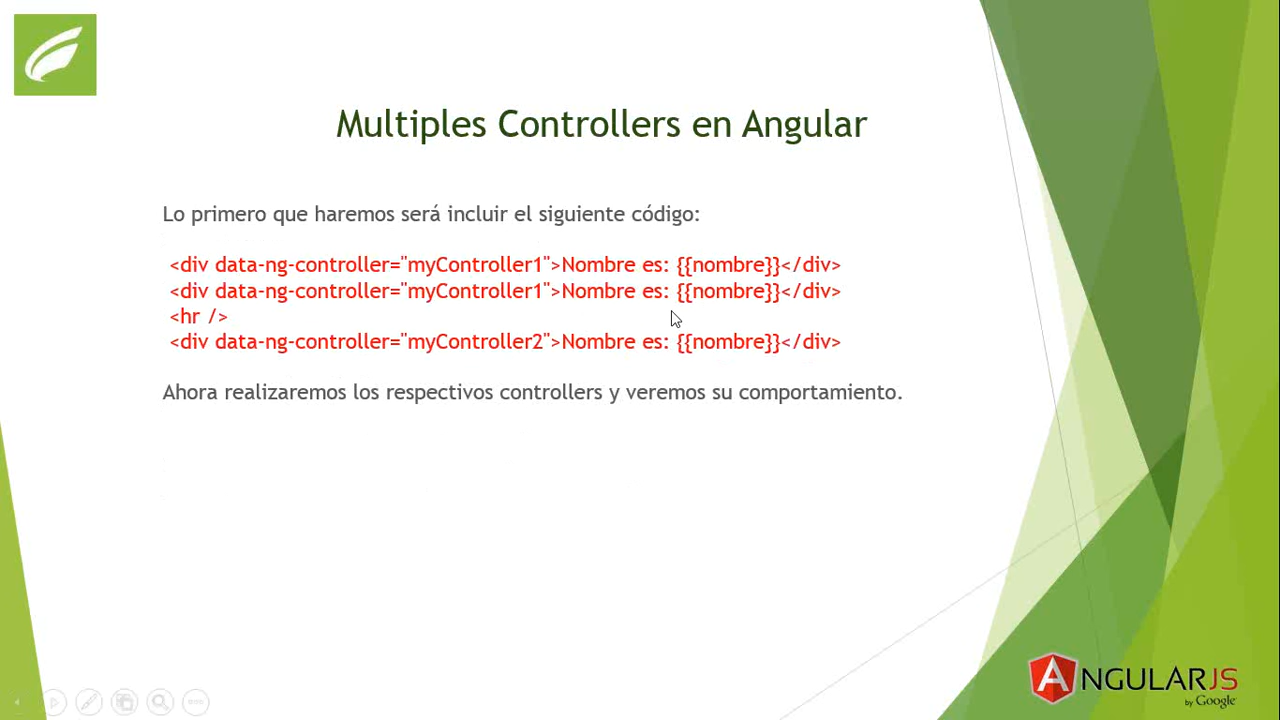 Multiples Controllers en Angular
Lo primero que haremos será incluir el siguiente código:
<div data-ng-controller="myController1">Nombre es: {{nombre}}</div>
<div data-ng-controller="myController1">Nombre es: {{nombre}}</div>
<hr />
<div data-ng-controller="myController2">Nombre es: {{nombre}}</div>
Ahora realizaremos los respectivos controllers y veremos su comportamiento.
ANGULARJS
by Google